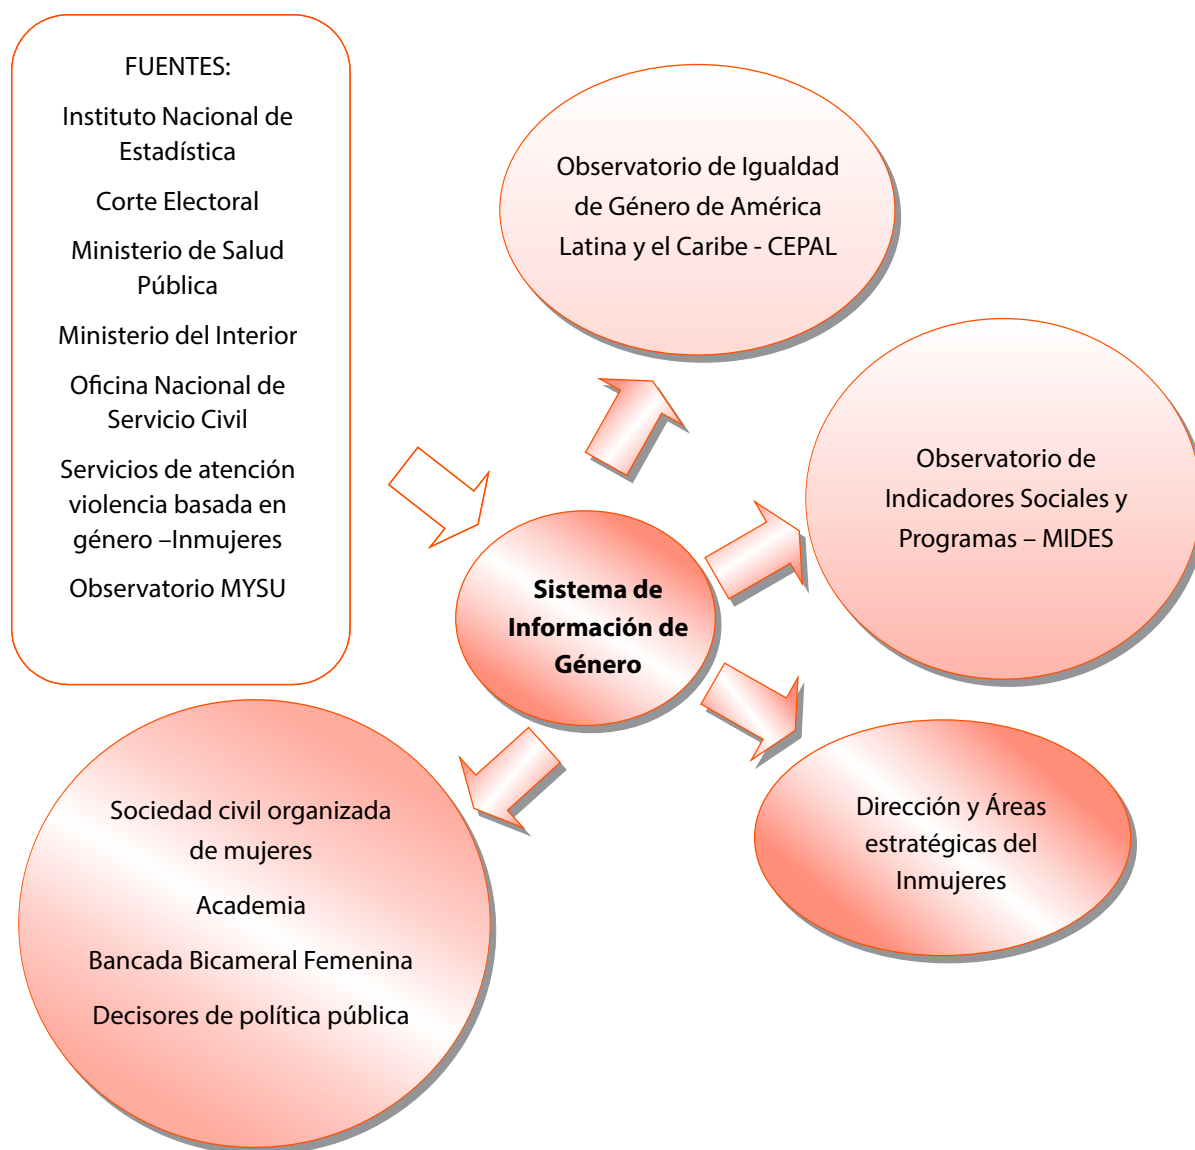 FUENTES:
Instituto Nacional de
Estadística
Corte Electoral
Ministerio de Salud
Pública
Ministerio del Interior
Oficina Nacional de
Servicio Civil
Servicios de atención
violencia basada en
género –Inmujeres
Observatorio MYSU
Observatorio de Igualdad
de Género de América
Latina y el Caribe - CEPAL
Observatorio de
Indicadores Sociales y
Programas – MIDES
Sistema de
Información de
Género
Dirección y Áreas
estratégicas del
Inmujeres
Sociedad civil organizada
de mujeres
Academia
Bancada Bicameral Femenina
Decisores de política pública